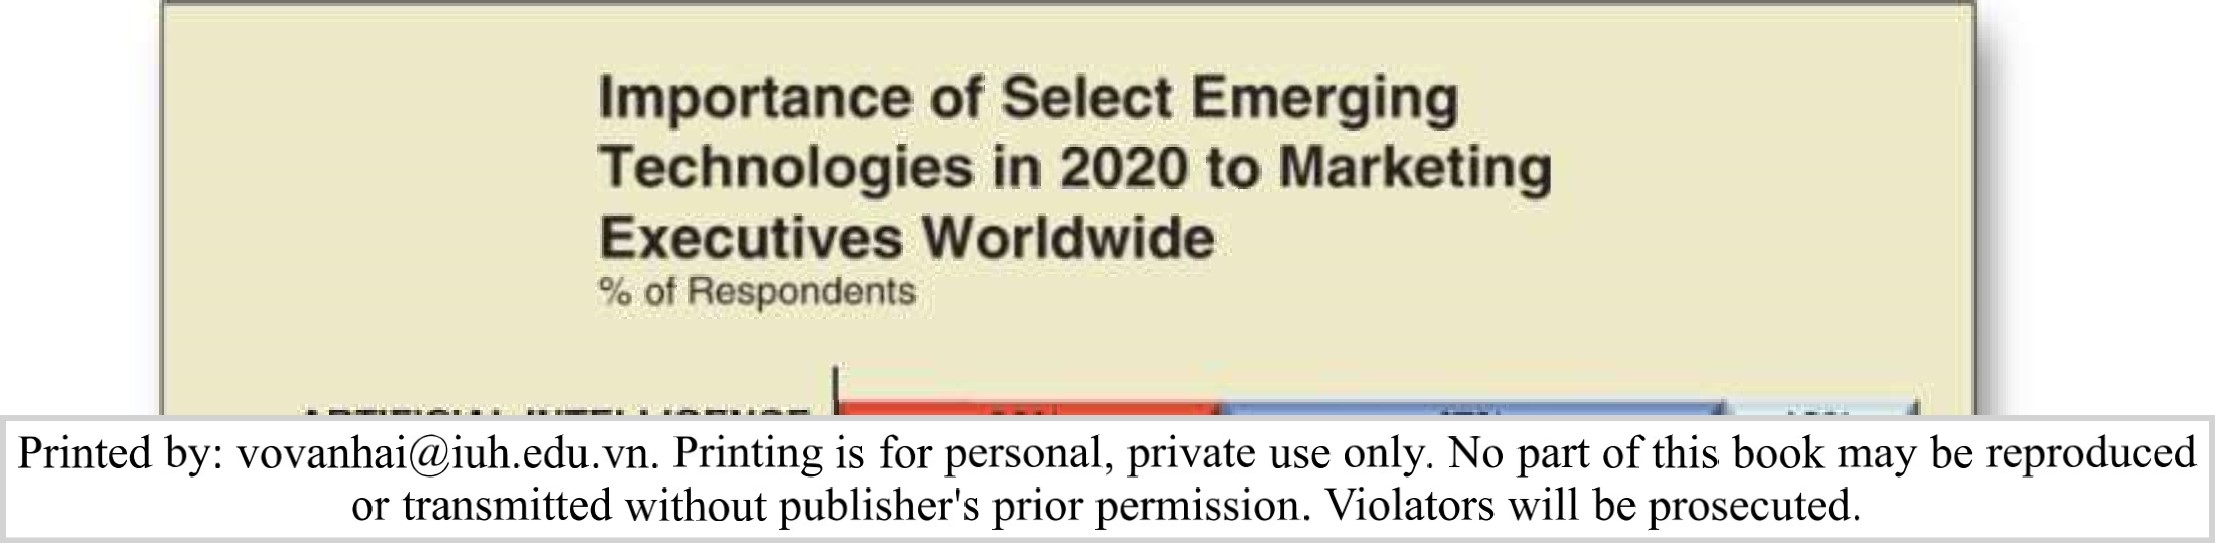 Importance of Select Emerging
Technologies in 2020 to Marketing
Executives Worldwide
% of Respondents
ARTIFICIAL INTELLIGENCE
Printed by: vovanhai@iuh.edu.vn. Printing is for personal, private use only. No part of this book may be reproduced
or transmitted without publisher's prior permission. Violators will be prosecuted.